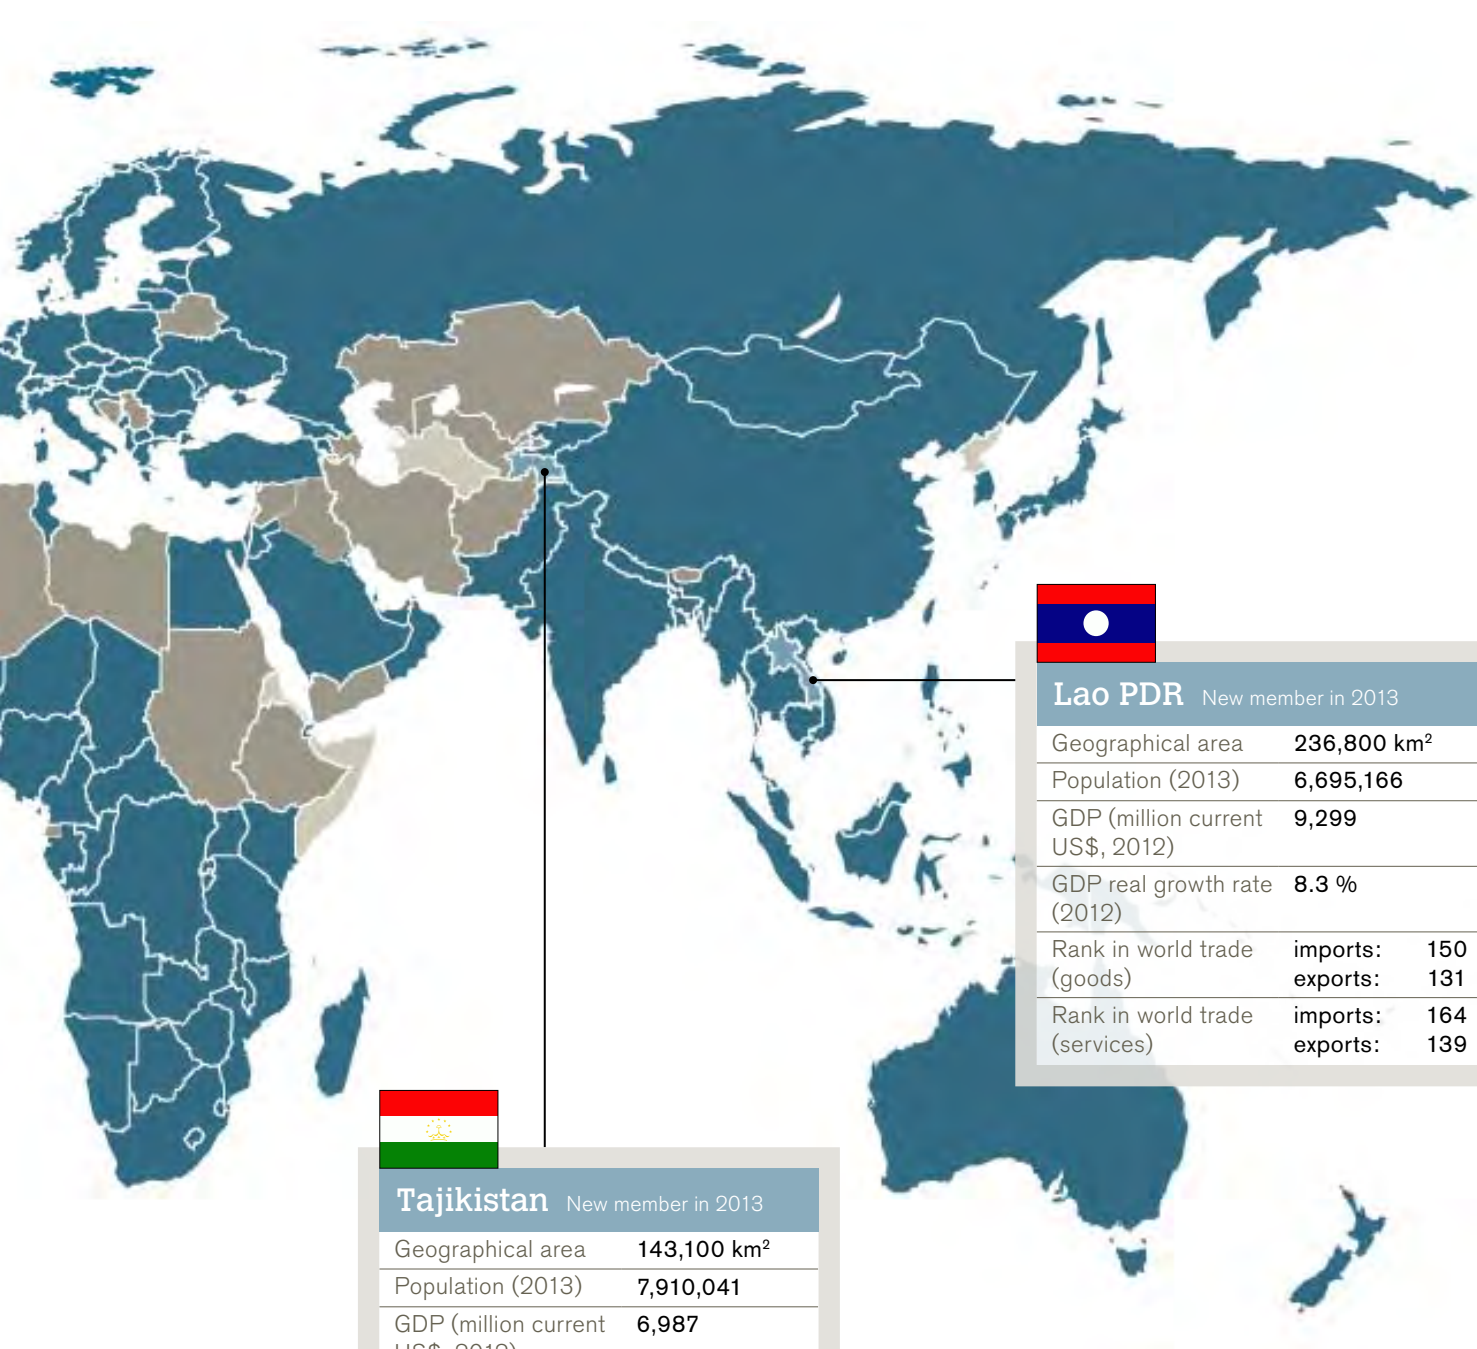 Lao PDR New member in 2013
Geographical area 236,800 km²
Population (2013) 6,695,166
GDP (million current 9,299
US$, 2012)
GDP real growth rate 8.3 %
(2012)
Rank in world trade imports: 150
(goods) exports: 131
Rank in world trade imports: 164
(services) exports: 139
Tajikistan New member in 2013
Geographical area 143,100 km²
Population (2013) 7,910,041
GDP (million current 6,987
US$, 2012)